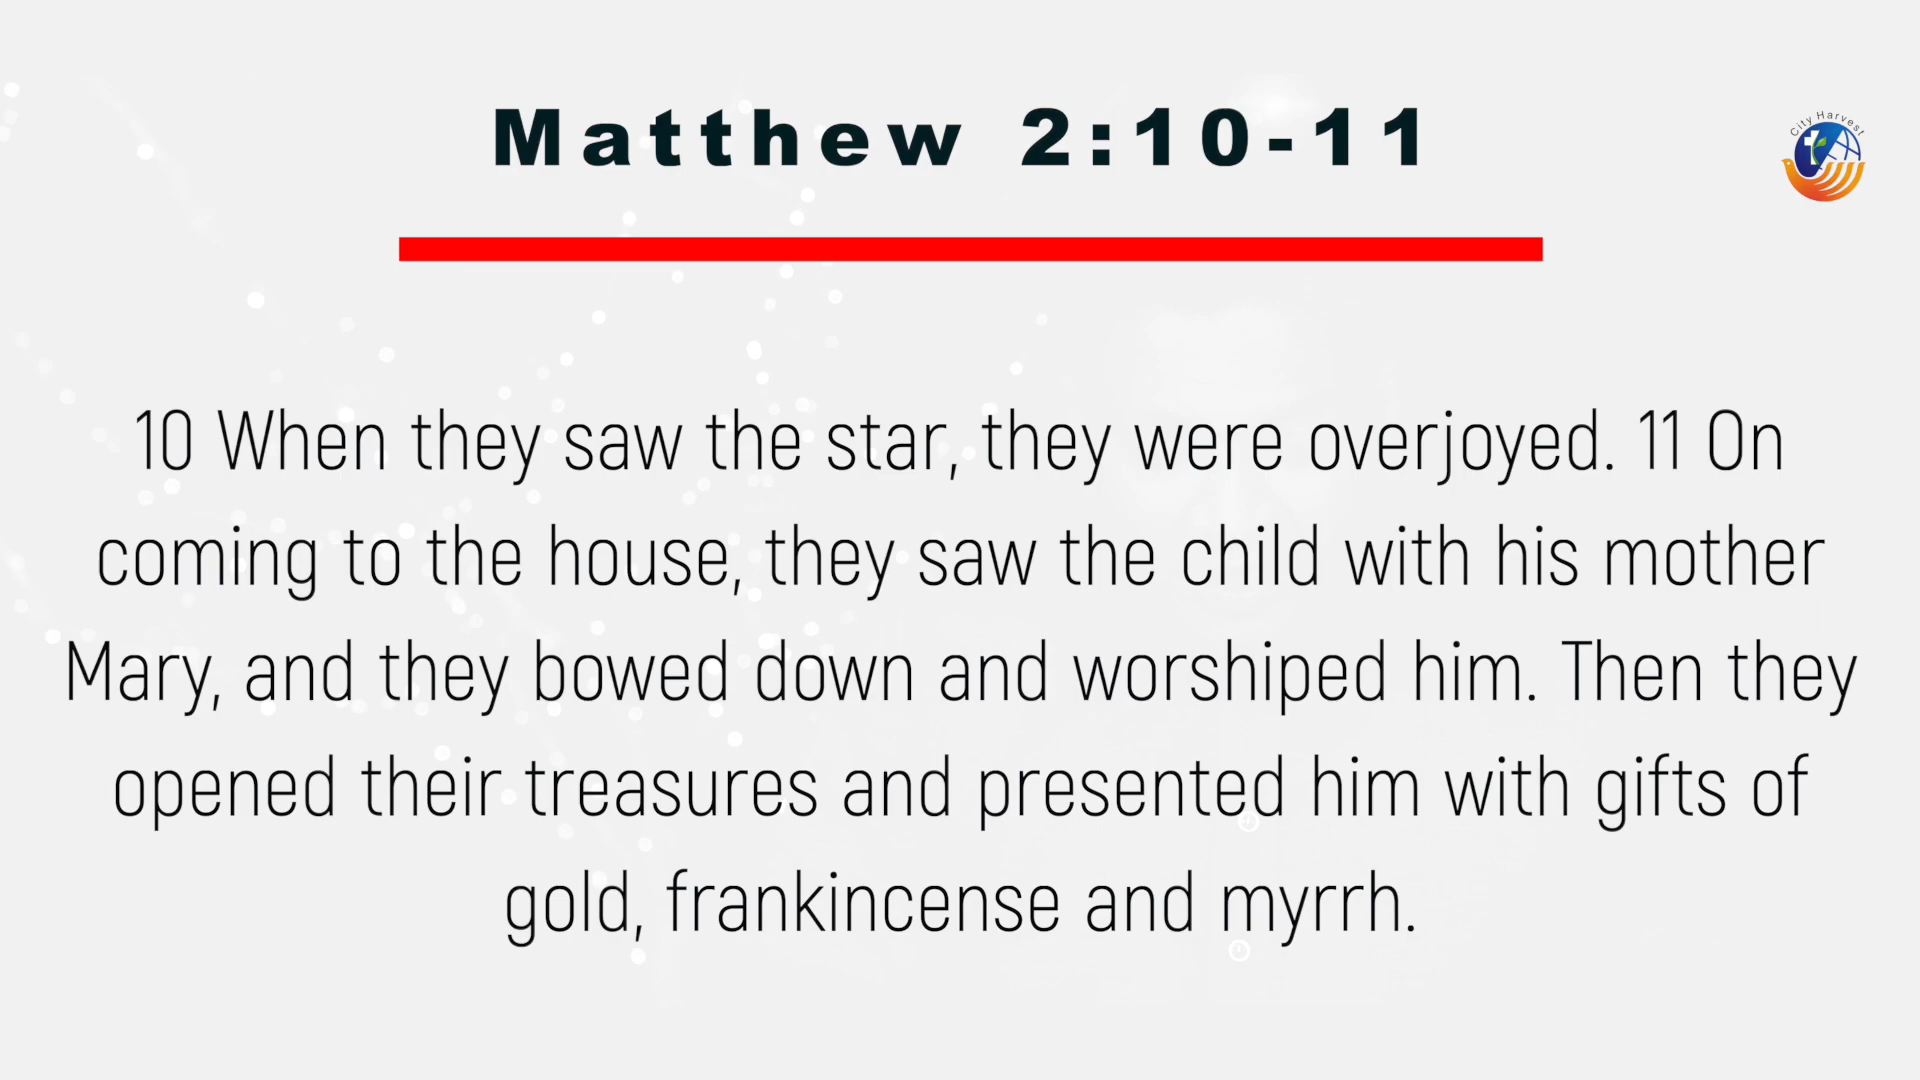 Matthew 2:10-11
City Harvest
10 When they saw the star, they were overjoyed. 11 On
coming to the house, they saw the child with his mother
Mary, and they bowed down and worshiped him. Then they
opened their treasures and presented him with gifts of
gold, frankincense and myrrh.